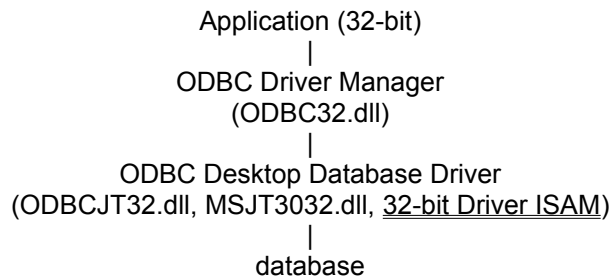 Application (32-bit)
|
ODBC Driver Manager
(ODBC32.dll)
|
ODBC Desktop Database Driver
(ODBCJT32.dll, MSJT3032.dll, 32-bit Driver ISAM)
|
database